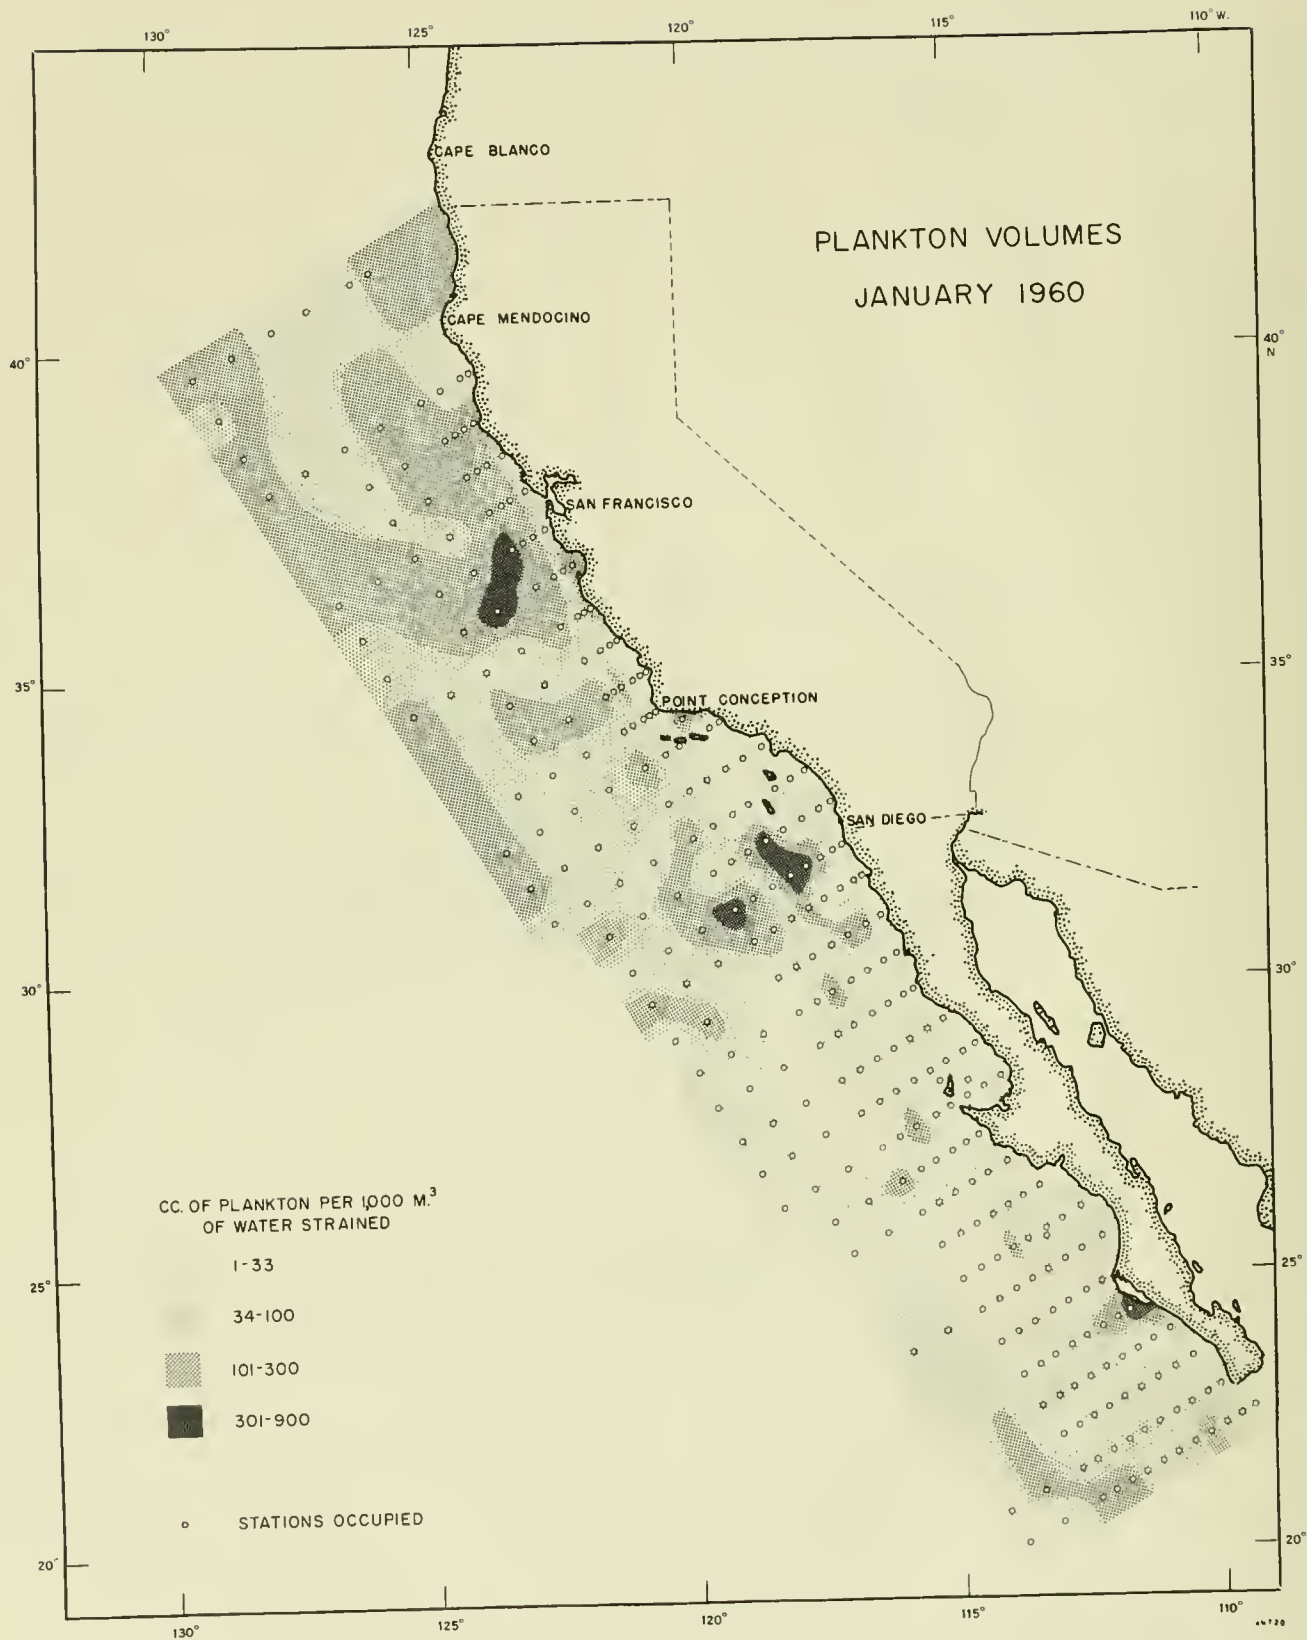 130° 125° 120° 115° 110° W.
CAPE BLANCO
PLANKTON VOLUMES
JANUARY 1960
CAPE MENDOCINO
40° 40°
N
SAN FRANCISCO
35° 35°
POINT CONCEPTION
SAN DIEGO
30° 30°
CC. OF PLANKTON PER 1,000 M.³
OF WATER STRAINED
1-33
25° 25°
34-100
101-300
301-900
STATIONS OCCUPIED
20° 20°
130° 125° 120° 115° 110°